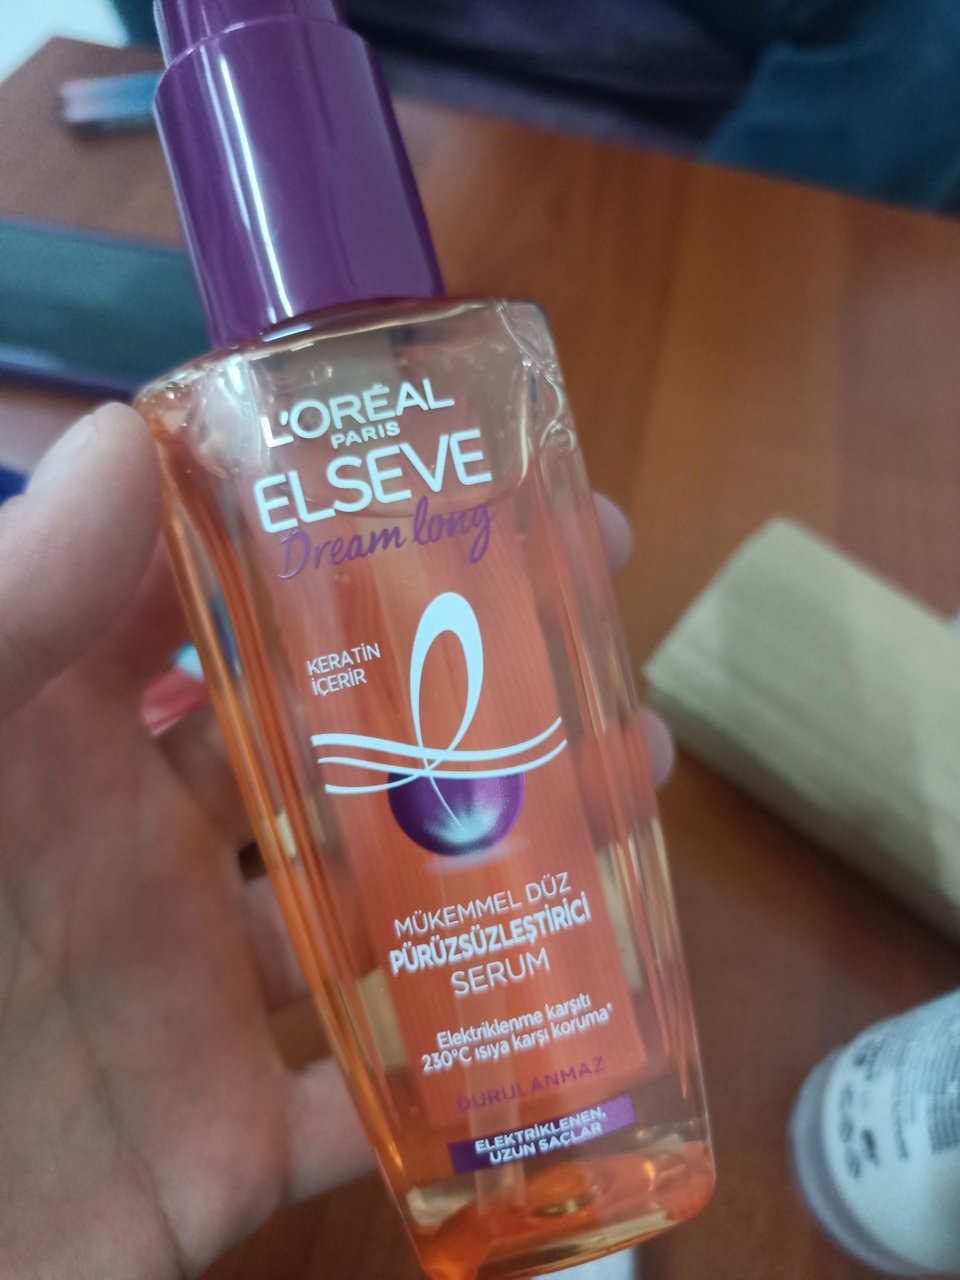 L'ORÉAL
PARIS
ELSEVE
Dream long
KERATİN
İÇERİR
MÜKEMMEL DÜZ
PÜRÜZSÜZLEŞTİRİCİ
SERUM
Elektriklenme karşıtı
230°C ısıya karşı koruma*
DURULANMAZ
ELEKTRİKLENEN,
UZUN SAÇLAR